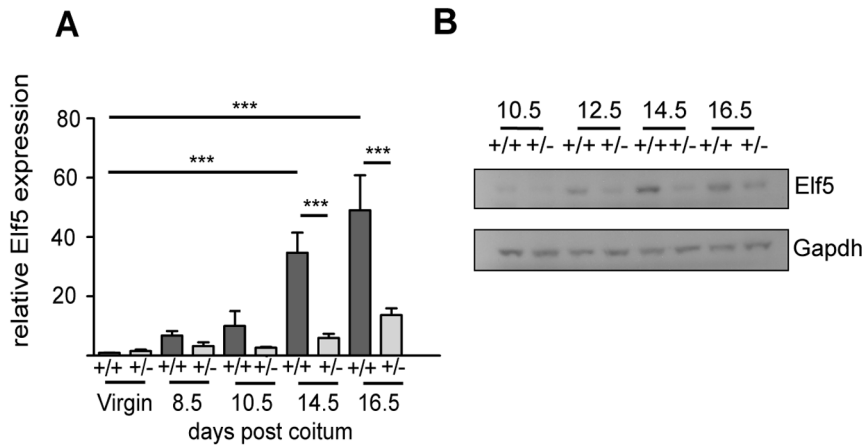 A
relative Elf5 expression
80
60
40
20
***
***
***
***
+/+ +/- +/+ +/- +/+ +/- +/+ +/- +/+ +/-
Virgin 8.5 10.5 14.5 16.5
days post coitum
B
10.5 12.5 14.5 16.5
+/+ +/- +/+ +/- +/+ +/- +/+ +/-
Elf5
Gapdh